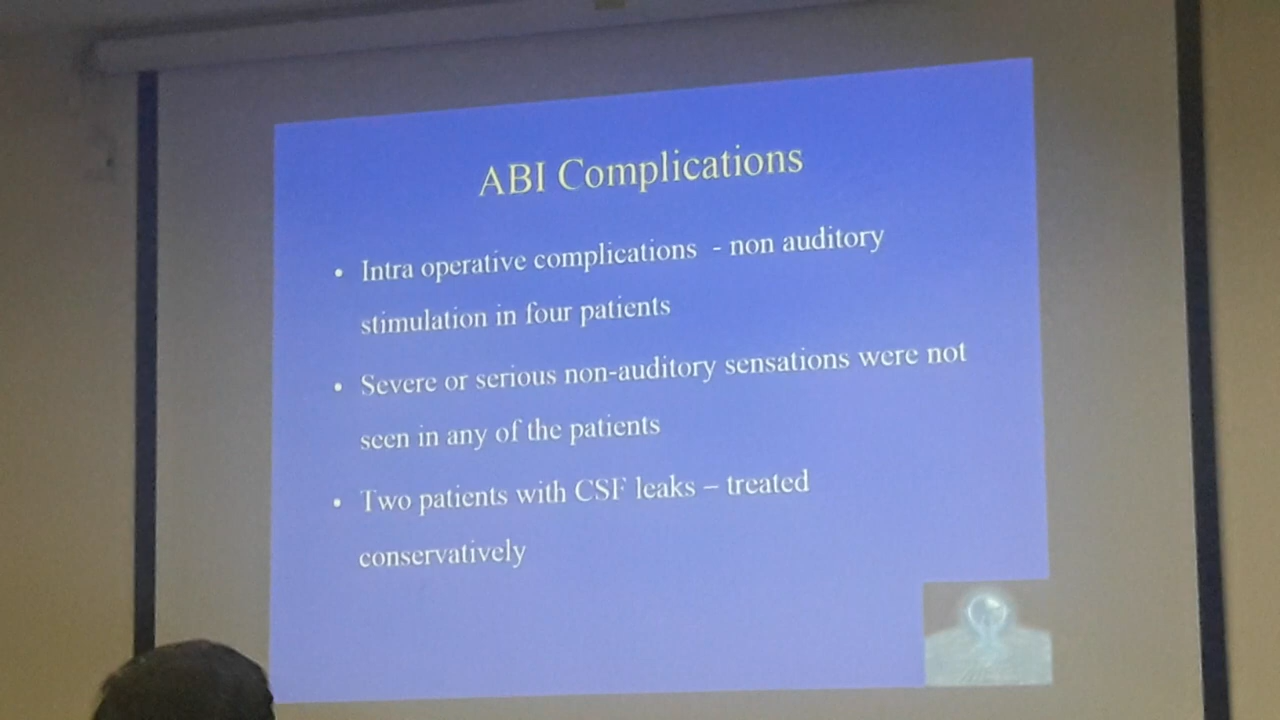 ABI Complications
• Intra operative complications - non auditory
stimulation in four patients
• Severe or serious non-auditory sensations were not
seen in any of the patients
• Two patients with CSF leaks – treated
conservatively